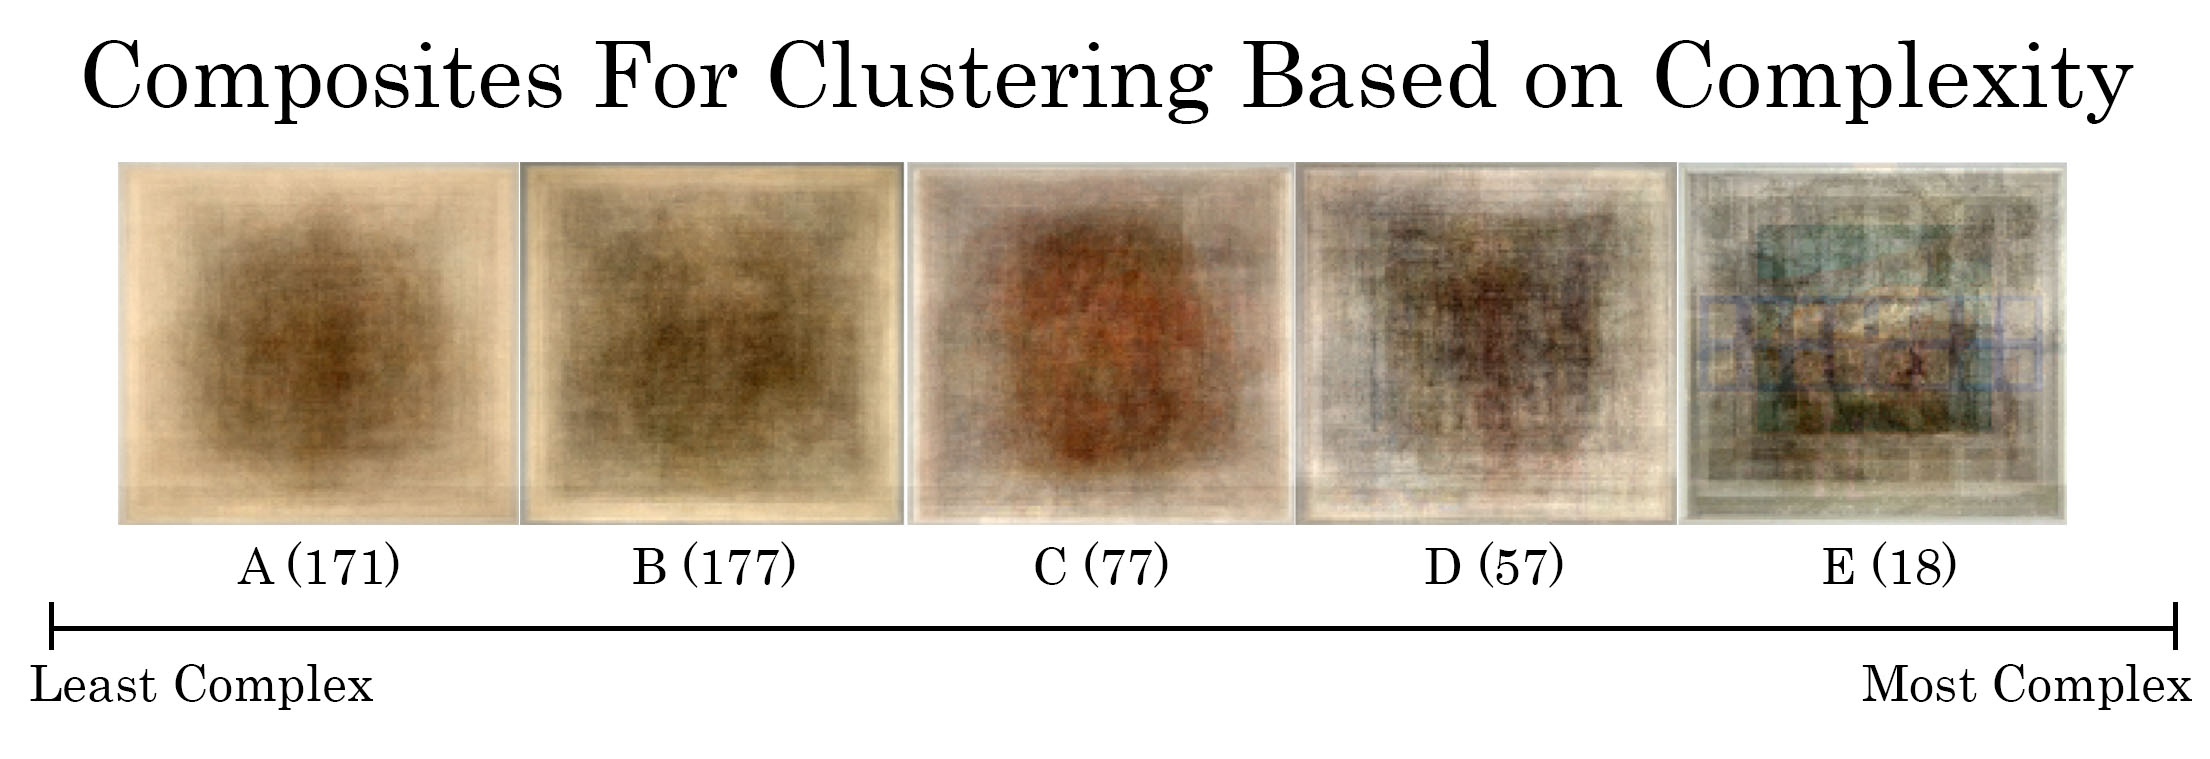 Composites For Clustering Based on Complexity
A (171) B (177) C (77) D (57) E (18)
Least Complex Most Complex